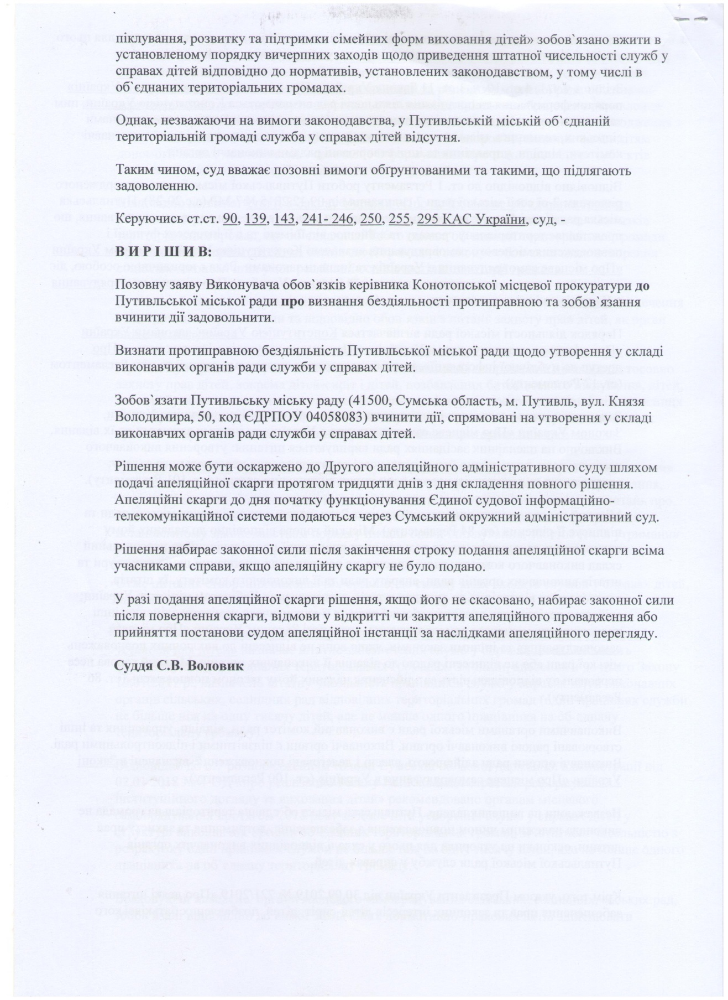 піклування, розвитку та підтримки сімейних форм виховання дітей» зобов`язано вжити в
установленому порядку вичерпних заходів щодо приведення штатної чисельності служб у
справах дітей відповідно до нормативів, установлених законодавством, у тому числі в
об`єднаних територіальних громадах.
Однак, незважаючи на вимоги законодавства, у Путивльській міській об`єднаній
територіальній громаді служба у справах дітей відсутня.
Таким чином, суд вважає позовні вимоги обґрунтованими та такими, що підлягають
задоволенню.
Керуючись ст.ст. 90, 139, 143, 241- 246, 250, 255, 295 КАС України, суд, -
В И Р І Ш И В:
Позовну заяву Виконувача обов`язків керівника Конотопської місцевої прокуратури до
Путивльської міської ради про визнання бездіяльності протиправною та зобов`язання
вчинити дії задовольнити.
Визнати протиправною бездіяльність Путивльської міської ради щодо утворення у складі
виконавчих органів ради служби у справах дітей.
Зобов`язати Путивльську міську раду (41500, Сумська область, м. Путивль, вул. Князя
Володимира, 50, код ЄДРПОУ 04058083) вчинити дії, спрямовані на утворення у складі
виконавчих органів ради служби у справах дітей.
Рішення може бути оскаржено до Другого апеляційного адміністративного суду шляхом
подачі апеляційної скарги протягом тридцяти днів з дня складення повного рішення.
Апеляційні скарги до дня початку функціонування Єдиної судової інформаційно-
телекомунікаційної системи подаються через Сумський окружний адміністративний суд.
Рішення набирає законної сили після закінчення строку подання апеляційної скарги всіма
учасниками справи, якщо апеляційну скаргу не було подано.
У разі подання апеляційної скарги рішення, якщо його не скасовано, набирає законної сили
після повернення скарги, відмови у відкритті чи закриття апеляційного провадження або
прийняття постанови судом апеляційної інстанції за наслідками апеляційного перегляду.
Суддя С.В. Воловик